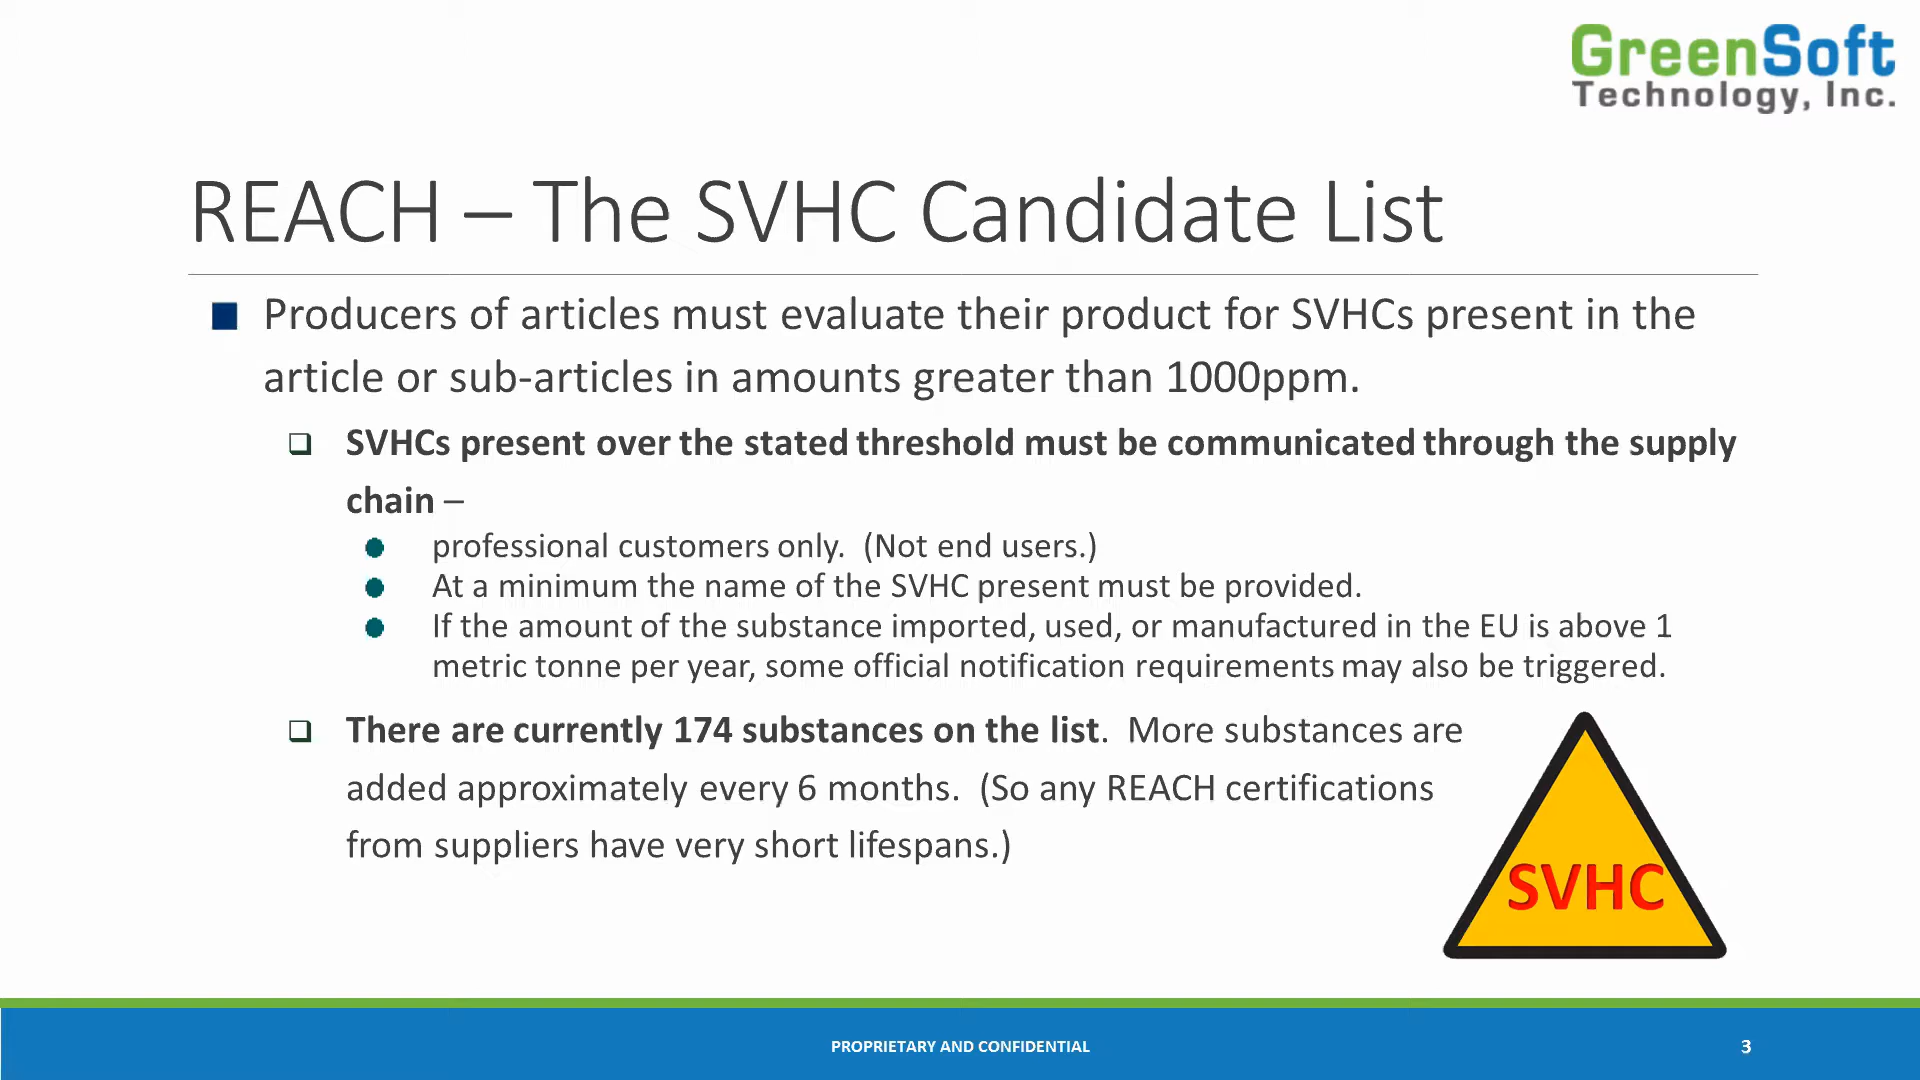 GreenSoft
Technology, Inc.
REACH – The SVHC Candidate List
Producers of articles must evaluate their product for SVHCs present in the
article or sub-articles in amounts greater than 1000ppm.
SVHCs present over the stated threshold must be communicated through the supply
chain –
professional customers only.  (Not end users.)
At a minimum the name of the SVHC present must be provided.
If the amount of the substance imported, used, or manufactured in the EU is above 1
metric tonne per year, some official notification requirements may also be triggered.
There are currently 174 substances on the list.  More substances are
added approximately every 6 months.  (So any REACH certifications
from suppliers have very short lifespans.)
SVHC
PROPRIETARY AND CONFIDENTIAL
3